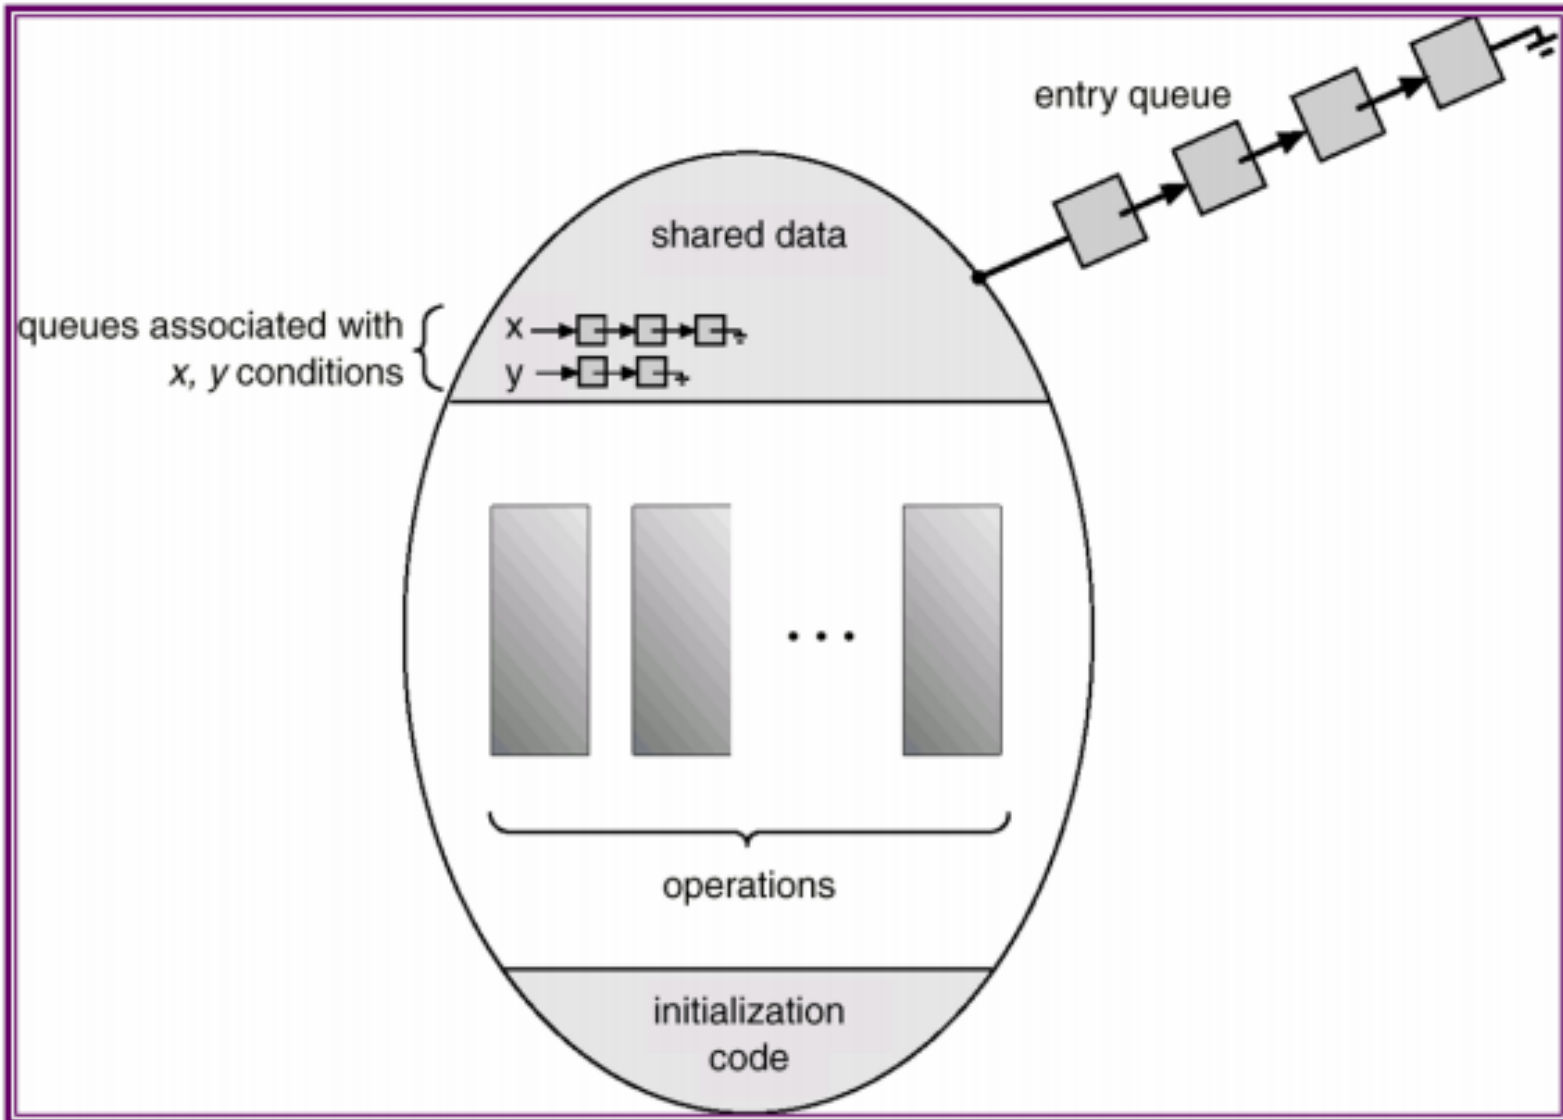 entry queue
shared data
queues associated with
x, y conditions
x
y
...
operations
initialization
code